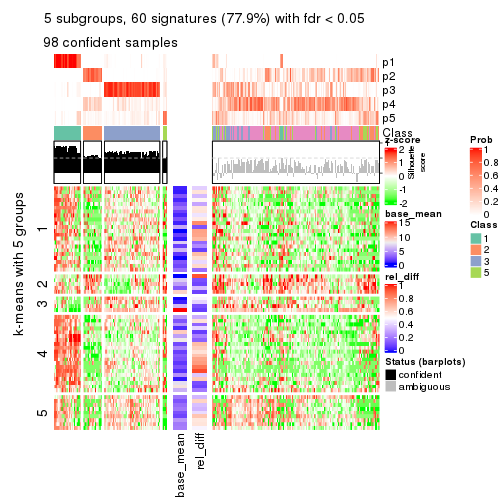 5 subgroups, 60 signatures (77.9%) with fdr < 0.05
98 confident samples
p1
p2
p3
p4
p5
Class
Silhouette
score
k-means with 5 groups
1
2
3
4
5
base_mean
rel_diff
z-score
2
1
0
-1
-2
base_mean
15
10
5
0
rel_diff
1
0.8
0.6
0.4
0.2
0
Status (barplots)
confident
ambiguous
Prob
1
0.8
0.6
0.4
0.2
0
Class
1
2
3
5